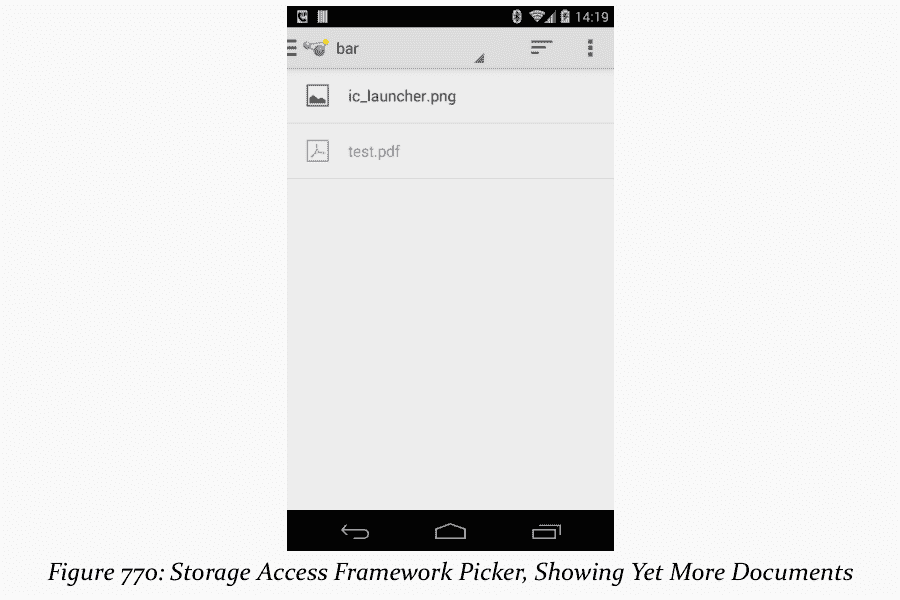 14:19
bar
ic_launcher.png
test.pdf
Figure 770: Storage Access Framework Picker, Showing Yet More Documents